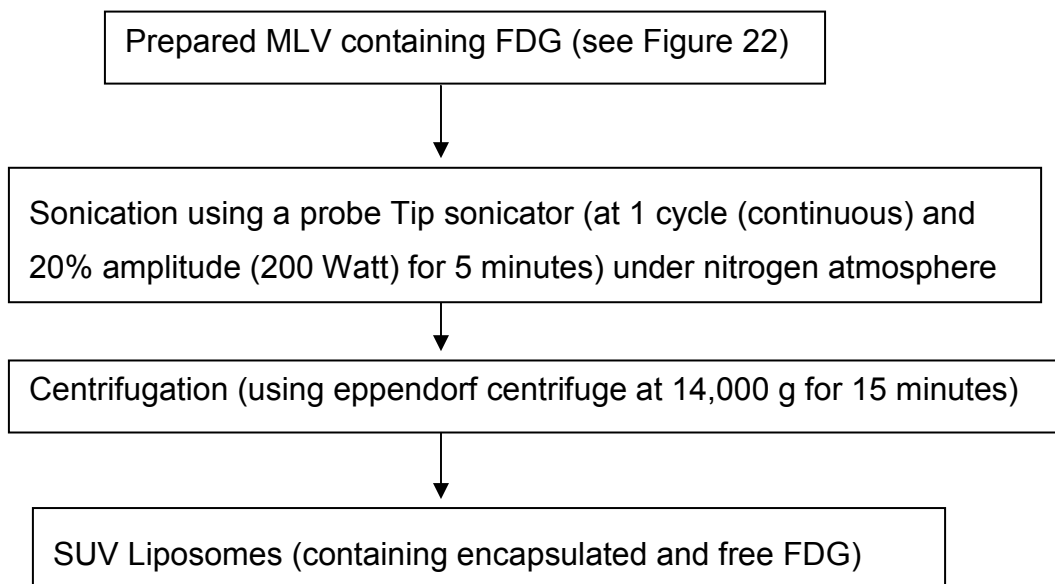 Prepared MLV containing FDG (see Figure 22)
Sonication using a probe Tip sonicator (at 1 cycle (continuous) and
20% amplitude (200 Watt) for 5 minutes) under nitrogen atmosphere
Centrifugation (using eppendorf centrifuge at 14,000 g for 15 minutes)
SUV Liposomes (containing encapsulated and free FDG)